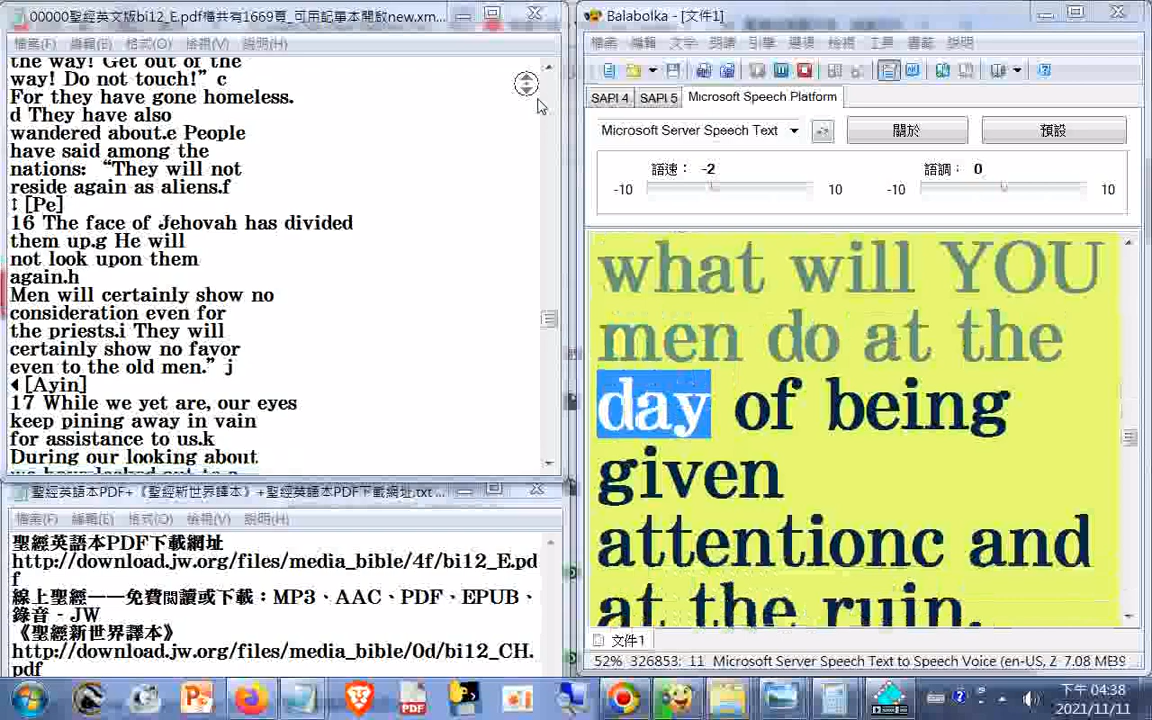 00000聖經英文版bi12_E.pdf檔共有1669頁_可用記事本開啟new.xm...
檔案(F) 編輯(E) 格式(O) 檢視(V) 說明(H)
the way! Get out of the
way! Do not touch!” c
For they have gone homeless.
d They have also
wandered about.e People
have said among the
nations: “They will not
reside again as aliens.f
[Pe]
16 The face of Jehovah has divided
them up.g He will
not look upon them
again.h
Men will certainly show no
consideration even for
the priests.i They will
certainly show no favor
even to the old men.” j
[Ayin]
17 While we yet are, our eyes
keep pining away in vain
for assistance to us.k
During our looking about
聖經英語本PDF+《聖經新世界譯本》+聖經英語本PDF下載網址.txt ...
檔案(F) 編輯(E) 格式(O) 檢視(V) 說明(H)
聖經英語本PDF下載網址
http://download.jw.org/files/media_bible/4f/bi12_E.pd
f
線上聖經——免費閱讀或下載：MP3、AAC、PDF、EPUB、
錄音 - JW
《聖經新世界譯本》
http://download.jw.org/files/media_bible/0d/bi12_CH.
pdf
Balabolka - [文件1]
檔案 編輯 文字 朗讀 引擎 選項 檢視 工具 書籤 說明
SAPI 4 SAPI 5 Microsoft Speech Platform
Microsoft Server Speech Text 關於 預設
語速： -2 語調： 0
-10 10 -10 10
what will YOU
men do at the
day of being
given
attentionc and
at the ruin,
文件1
52% 326853: 11 Microsoft Server Speech Text to Speech Voice (en-US, Z 7.08 MB
下午 04:38
2021/11/11